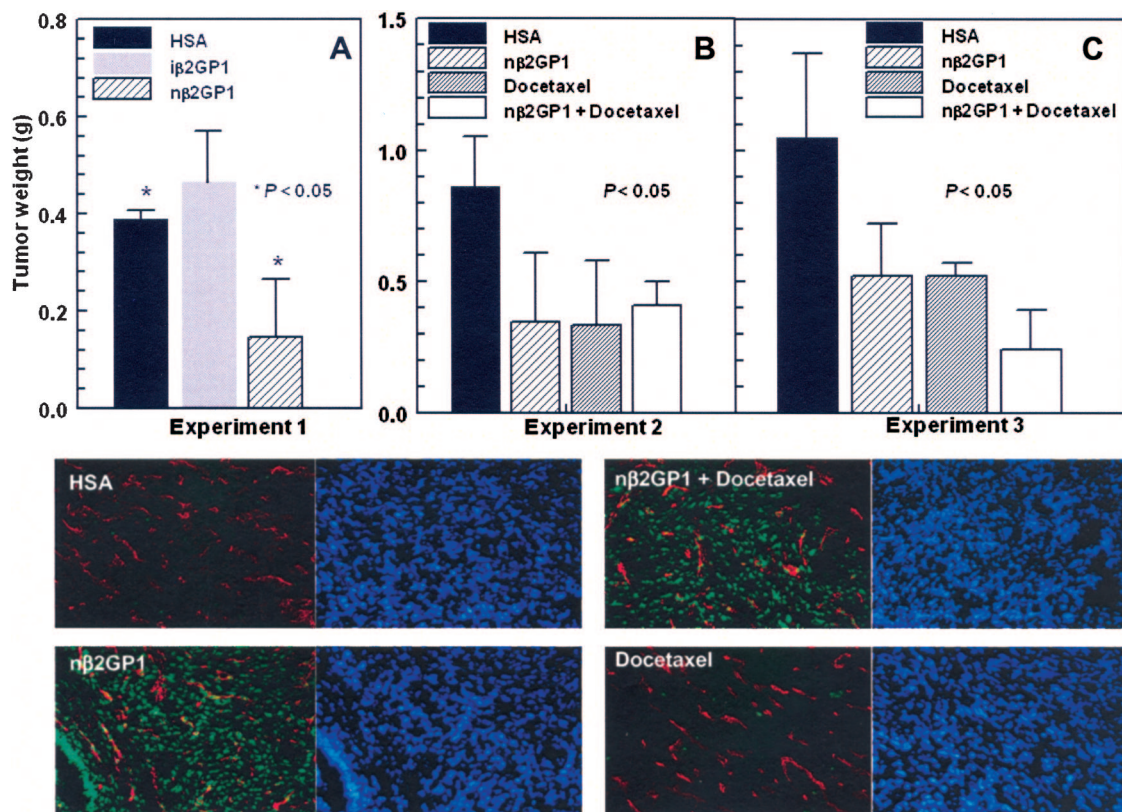 A
HSA
iβ2GP1
nβ2GP1
* P < 0.05
*
*
Tumor weight (g)
0.8
0.6
0.4
0.2
0.0
Experiment 1
B
HSA
nβ2GP1
Docetaxel
nβ2GP1 + Docetaxel
P < 0.05
1.5
1.0
0.5
0.0
Experiment 2
C
HSA
nβ2GP1
Docetaxel
nβ2GP1 + Docetaxel
P < 0.05
Experiment 3
HSA
nβ2GP1 + Docetaxel
nβ2GP1
Docetaxel